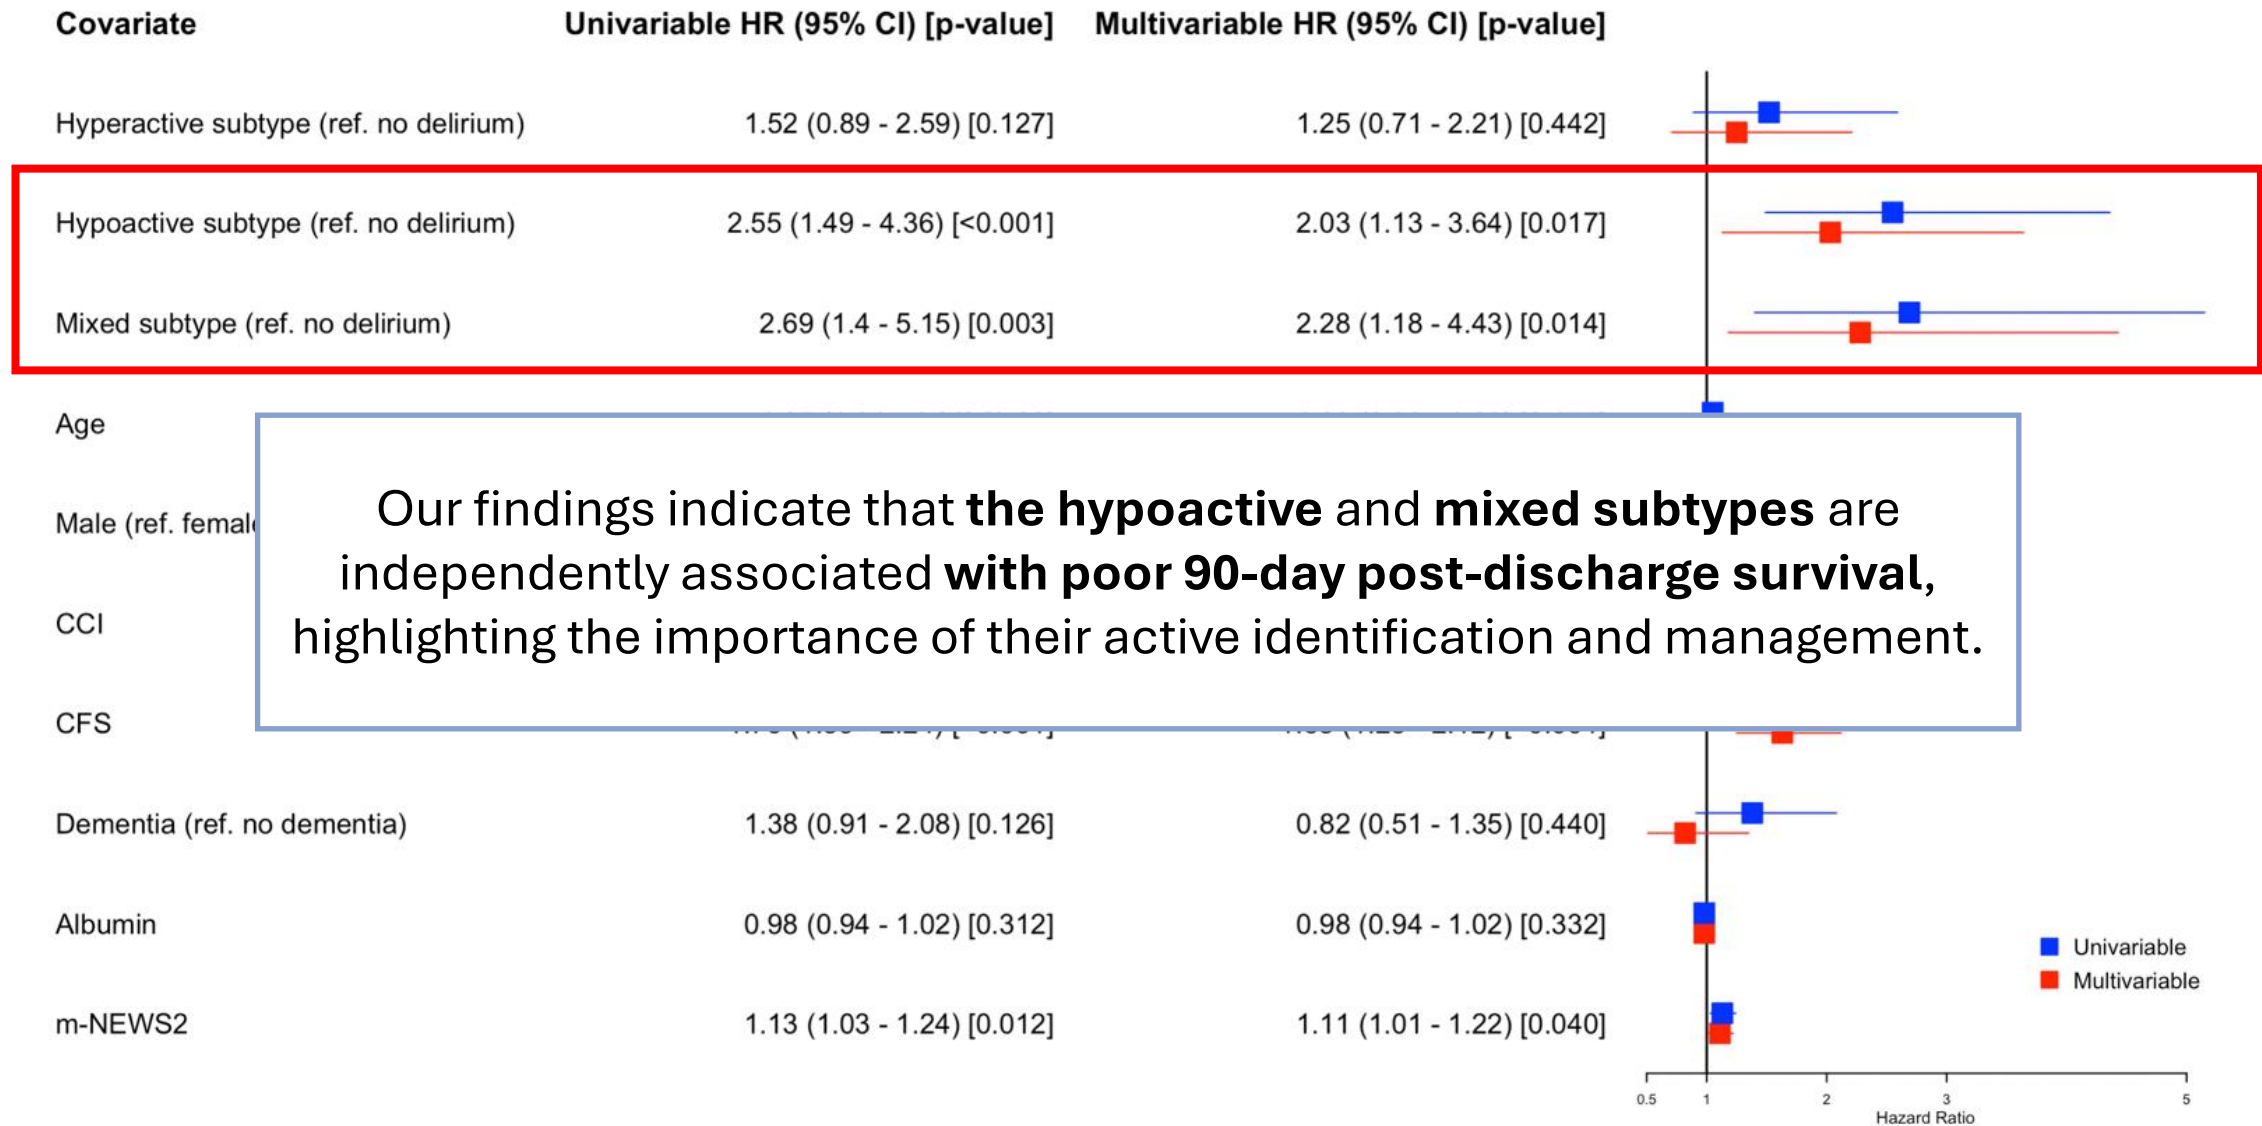 Covariate Univariable HR (95% CI) [p-value] Multivariable HR (95% CI) [p-value]
Hyperactive subtype (ref. no delirium) 1.52 (0.89 - 2.59) [0.127] 1.25 (0.71 - 2.21) [0.442]
Hypoactive subtype (ref. no delirium) 2.55 (1.49 - 4.36) [<0.001] 2.03 (1.13 - 3.64) [0.017]
Mixed subtype (ref. no delirium) 2.69 (1.4 - 5.15) [0.003] 2.28 (1.18 - 4.43) [0.014]
Age
Male (ref.
Our findings indicate that the hypoactive and mixed subtypes are
independently associated with poor 90-day post-discharge survival,
highlighting the importance of their active identification and management.
CCI
CFS
Dementia (ref. no dementia) 1.38 (0.91 - 2.08) [0.126] 0.82 (0.51 - 1.35) [0.440]
Albumin 0.98 (0.94 - 1.02) [0.312] 0.98 (0.94 - 1.02) [0.332]
m-NEWS2 1.13 (1.03 - 1.24) [0.012] 1.11 (1.01 - 1.22) [0.040]
Univariable
Multivariable
0.5 1 2 3 5
Hazard Ratio